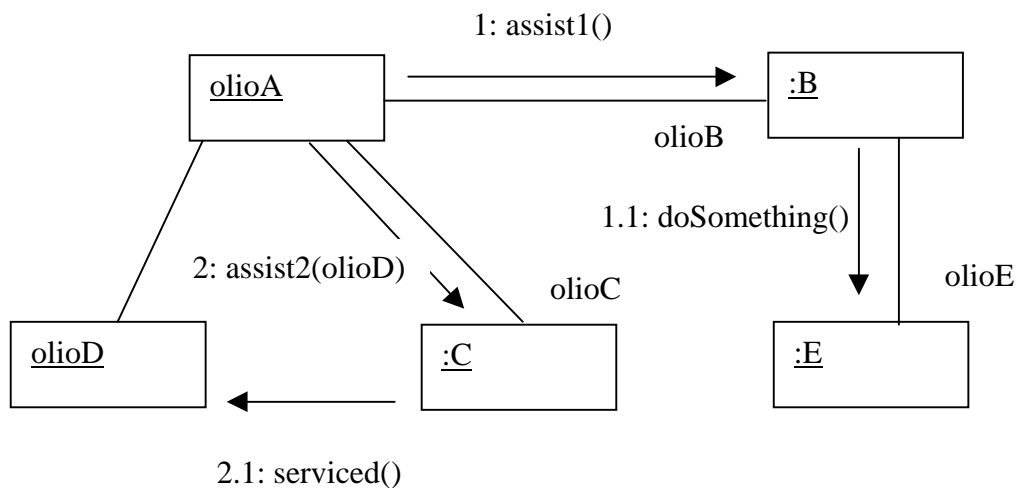 1: assist1()
olioA
:B
olioB
1.1: doSomething()
2: assist2(olioD)
olioC
olioE
olioD
:C
:E
2.1: serviced()